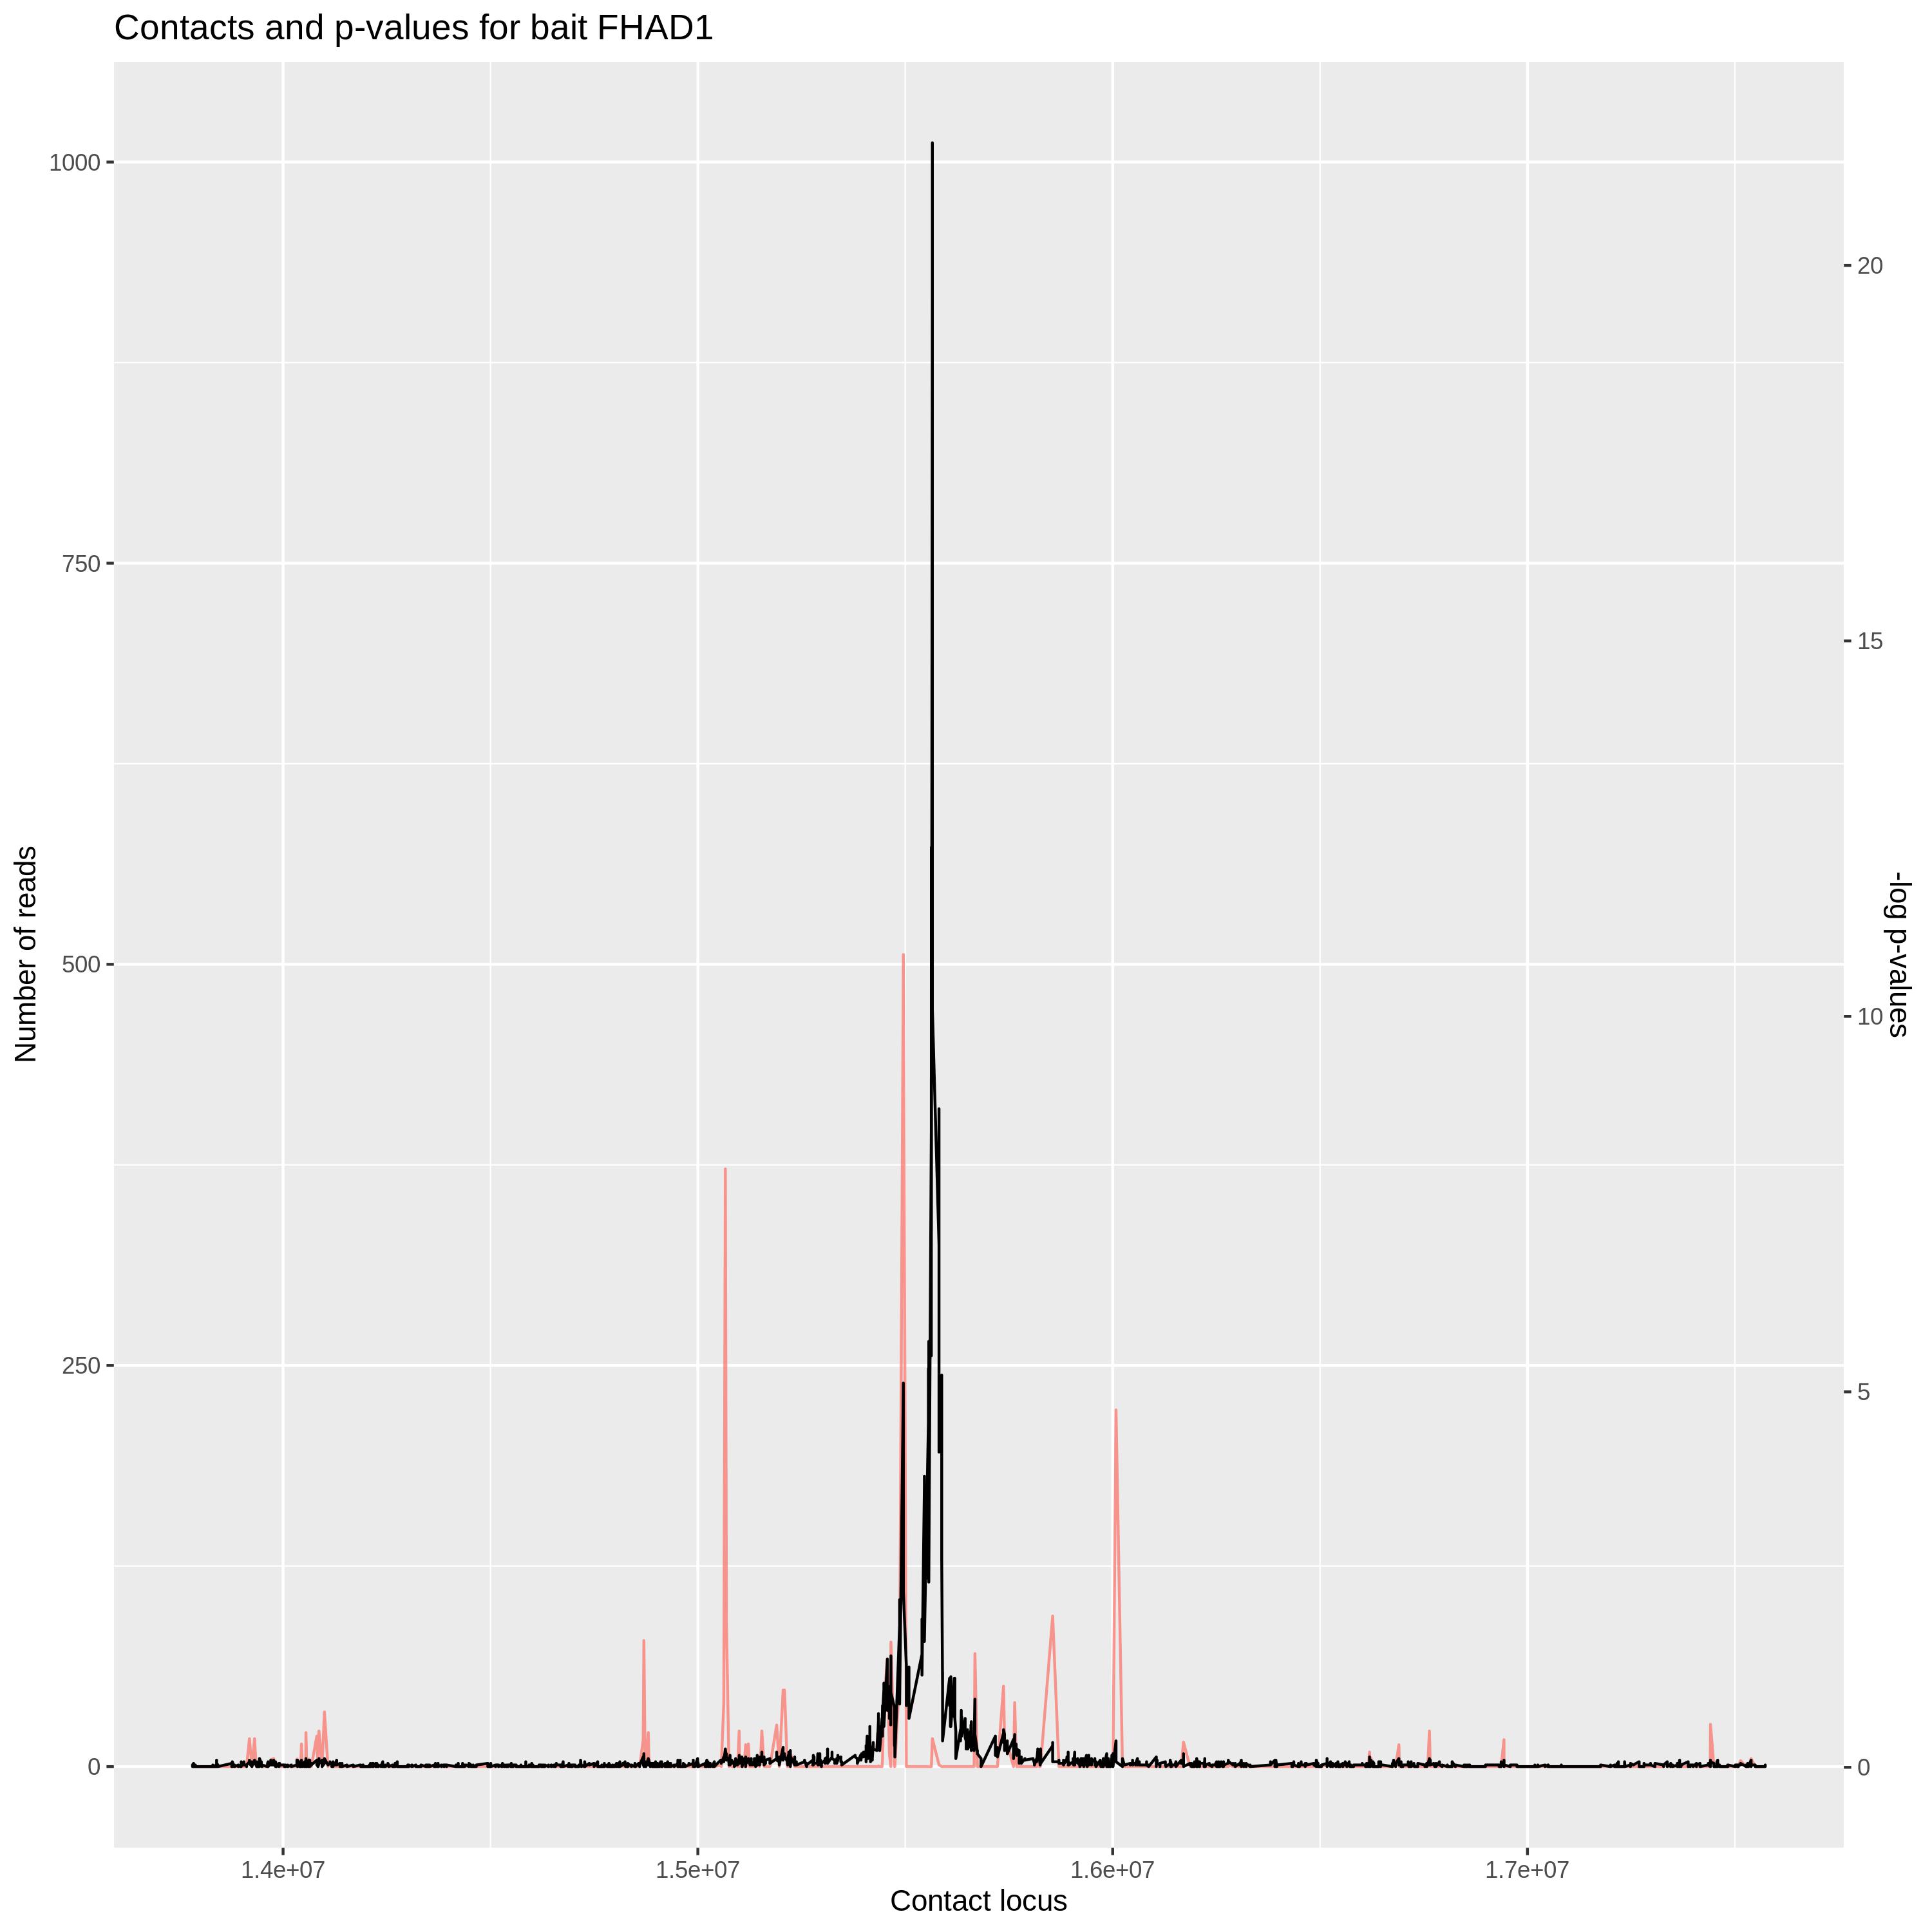 Contacts and p-values for bait FHAD1
1000
750
500
250
0
Number of reads
20
15
10
5
0
-log p-values
1.4e+07
1.5e+07
1.6e+07
1.7e+07
Contact locus